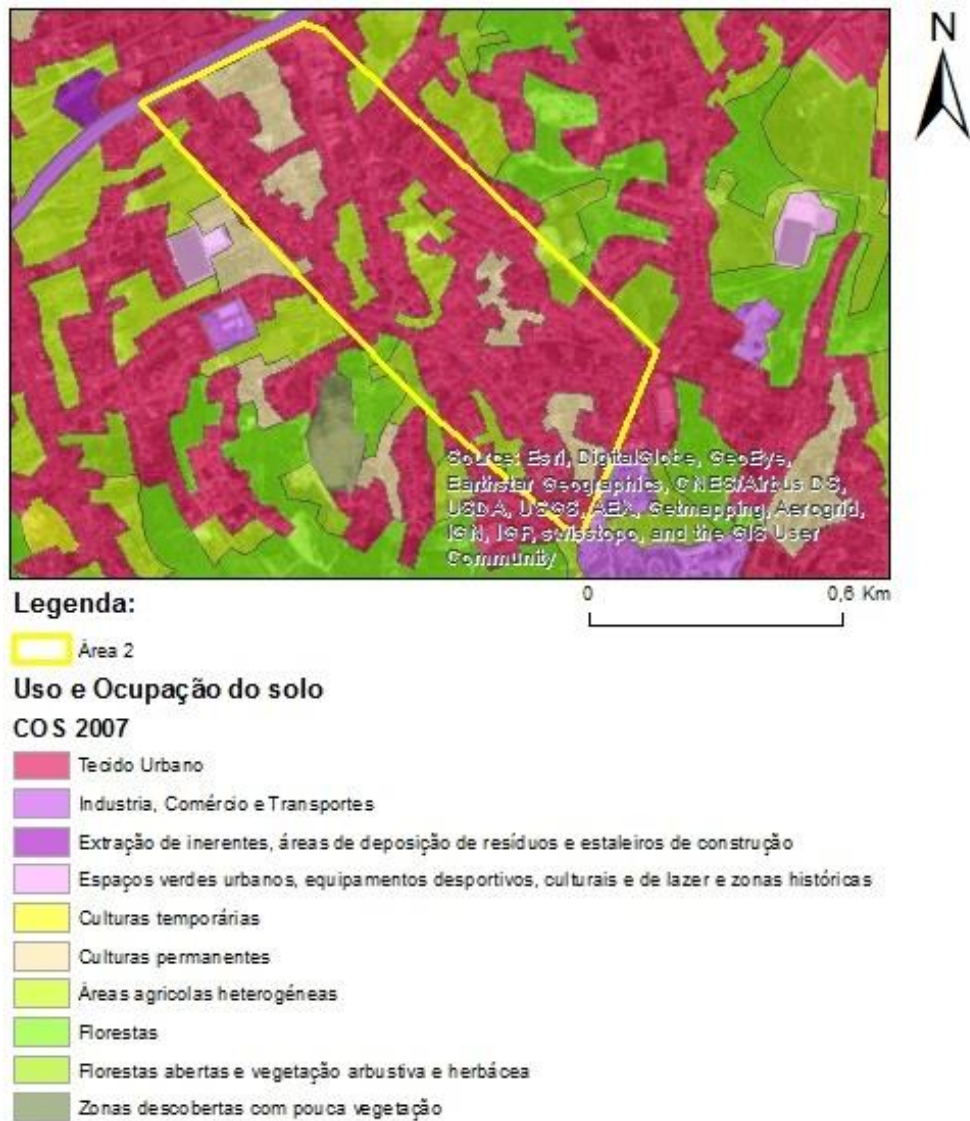 N
Source: Esri, DigitalGlobe, GeoEye,
Earthstar Geographics, CNES/Airbus DS,
USDA, USGS, AEX, Getmapping, Aerogrid,
IGN, IGP, swisstopo, and the GIS User
Community
0 0,6 Km
Legenda:
Área 2
Uso e Ocupação do solo
COS 2007
Tecido Urbano
Industria, Comércio e Transportes
Extração de inerentes, áreas de deposição de resíduos e estaleiros de construção
Espaços verdes urbanos, equipamentos desportivos, culturais e de lazer e zonas históricas
Culturas temporárias
Culturas permanentes
Áreas agricolas heterogéneas
Florestas
Florestas abertas e vegetação arbustiva e herbácea
Zonas descobertas com pouca vegetação